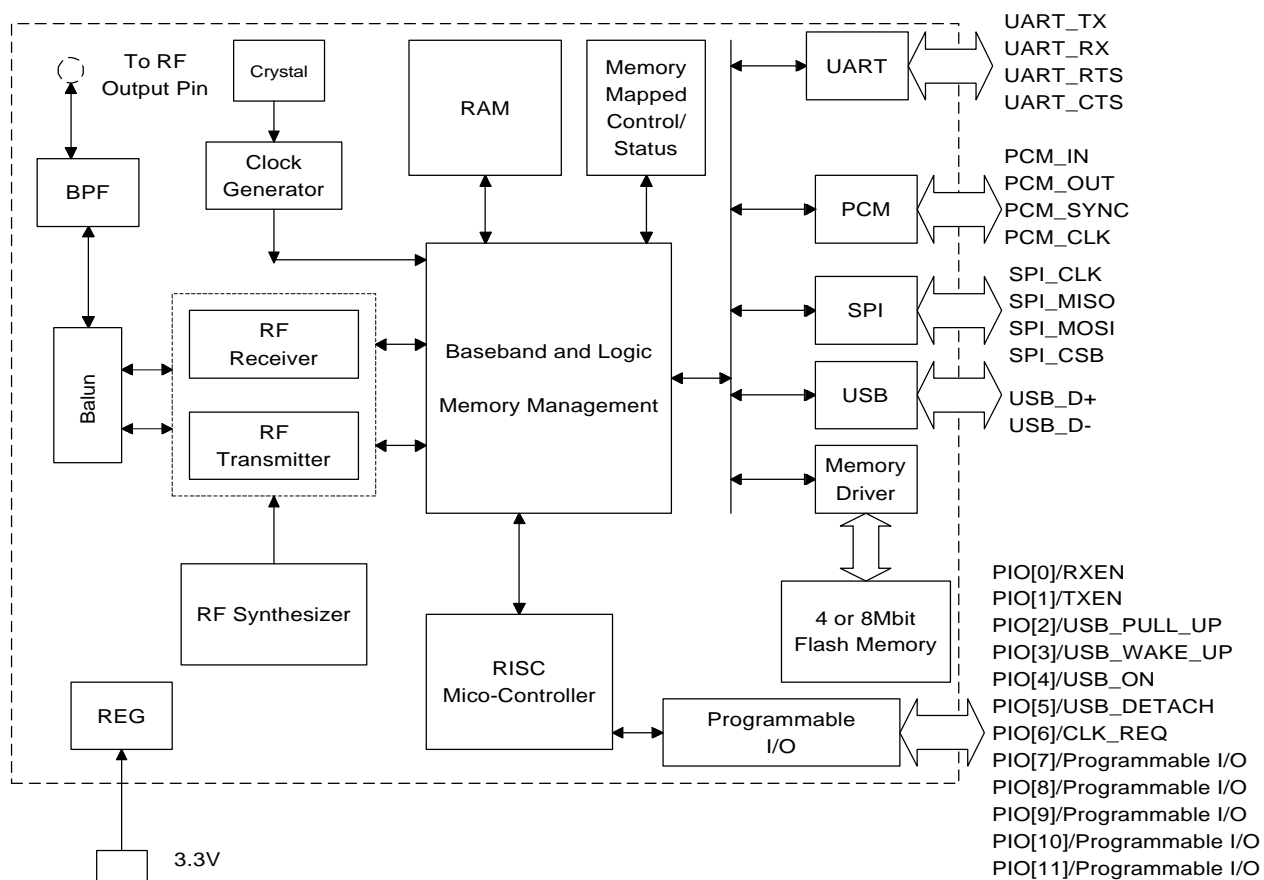 To RF
Output Pin
Crystal
RAM
Memory
Mapped
Control/
Status
UART
UART_TX
UART_RX
UART_RTS
UART_CTS
BPF
Clock
Generator
PCM
PCM_IN
PCM_OUT
PCM_SYNC
PCM_CLK
Balun
RF
Receiver
RF
Transmitter
Baseband and Logic
Memory Management
SPI
SPI_CLK
SPI_MISO
SPI_MOSI
SPI_CSB
USB
USB_D+
USB_D-
Memory
Driver
RF Synthesizer
4 or 8Mbit
Flash Memory
RISC
Mico-Controller
REG
Programmable
I/O
PIO[0]/RXEN
PIO[1]/TXEN
PIO[2]/USB_PULL_UP
PIO[3]/USB_WAKE_UP
PIO[4]/USB_ON
PIO[5]/USB_DETACH
PIO[6]/CLK_REQ
PIO[7]/Programmable I/O
PIO[8]/Programmable I/O
PIO[9]/Programmable I/O
PIO[10]/Programmable I/O
PIO[11]/Programmable I/O
3.3V